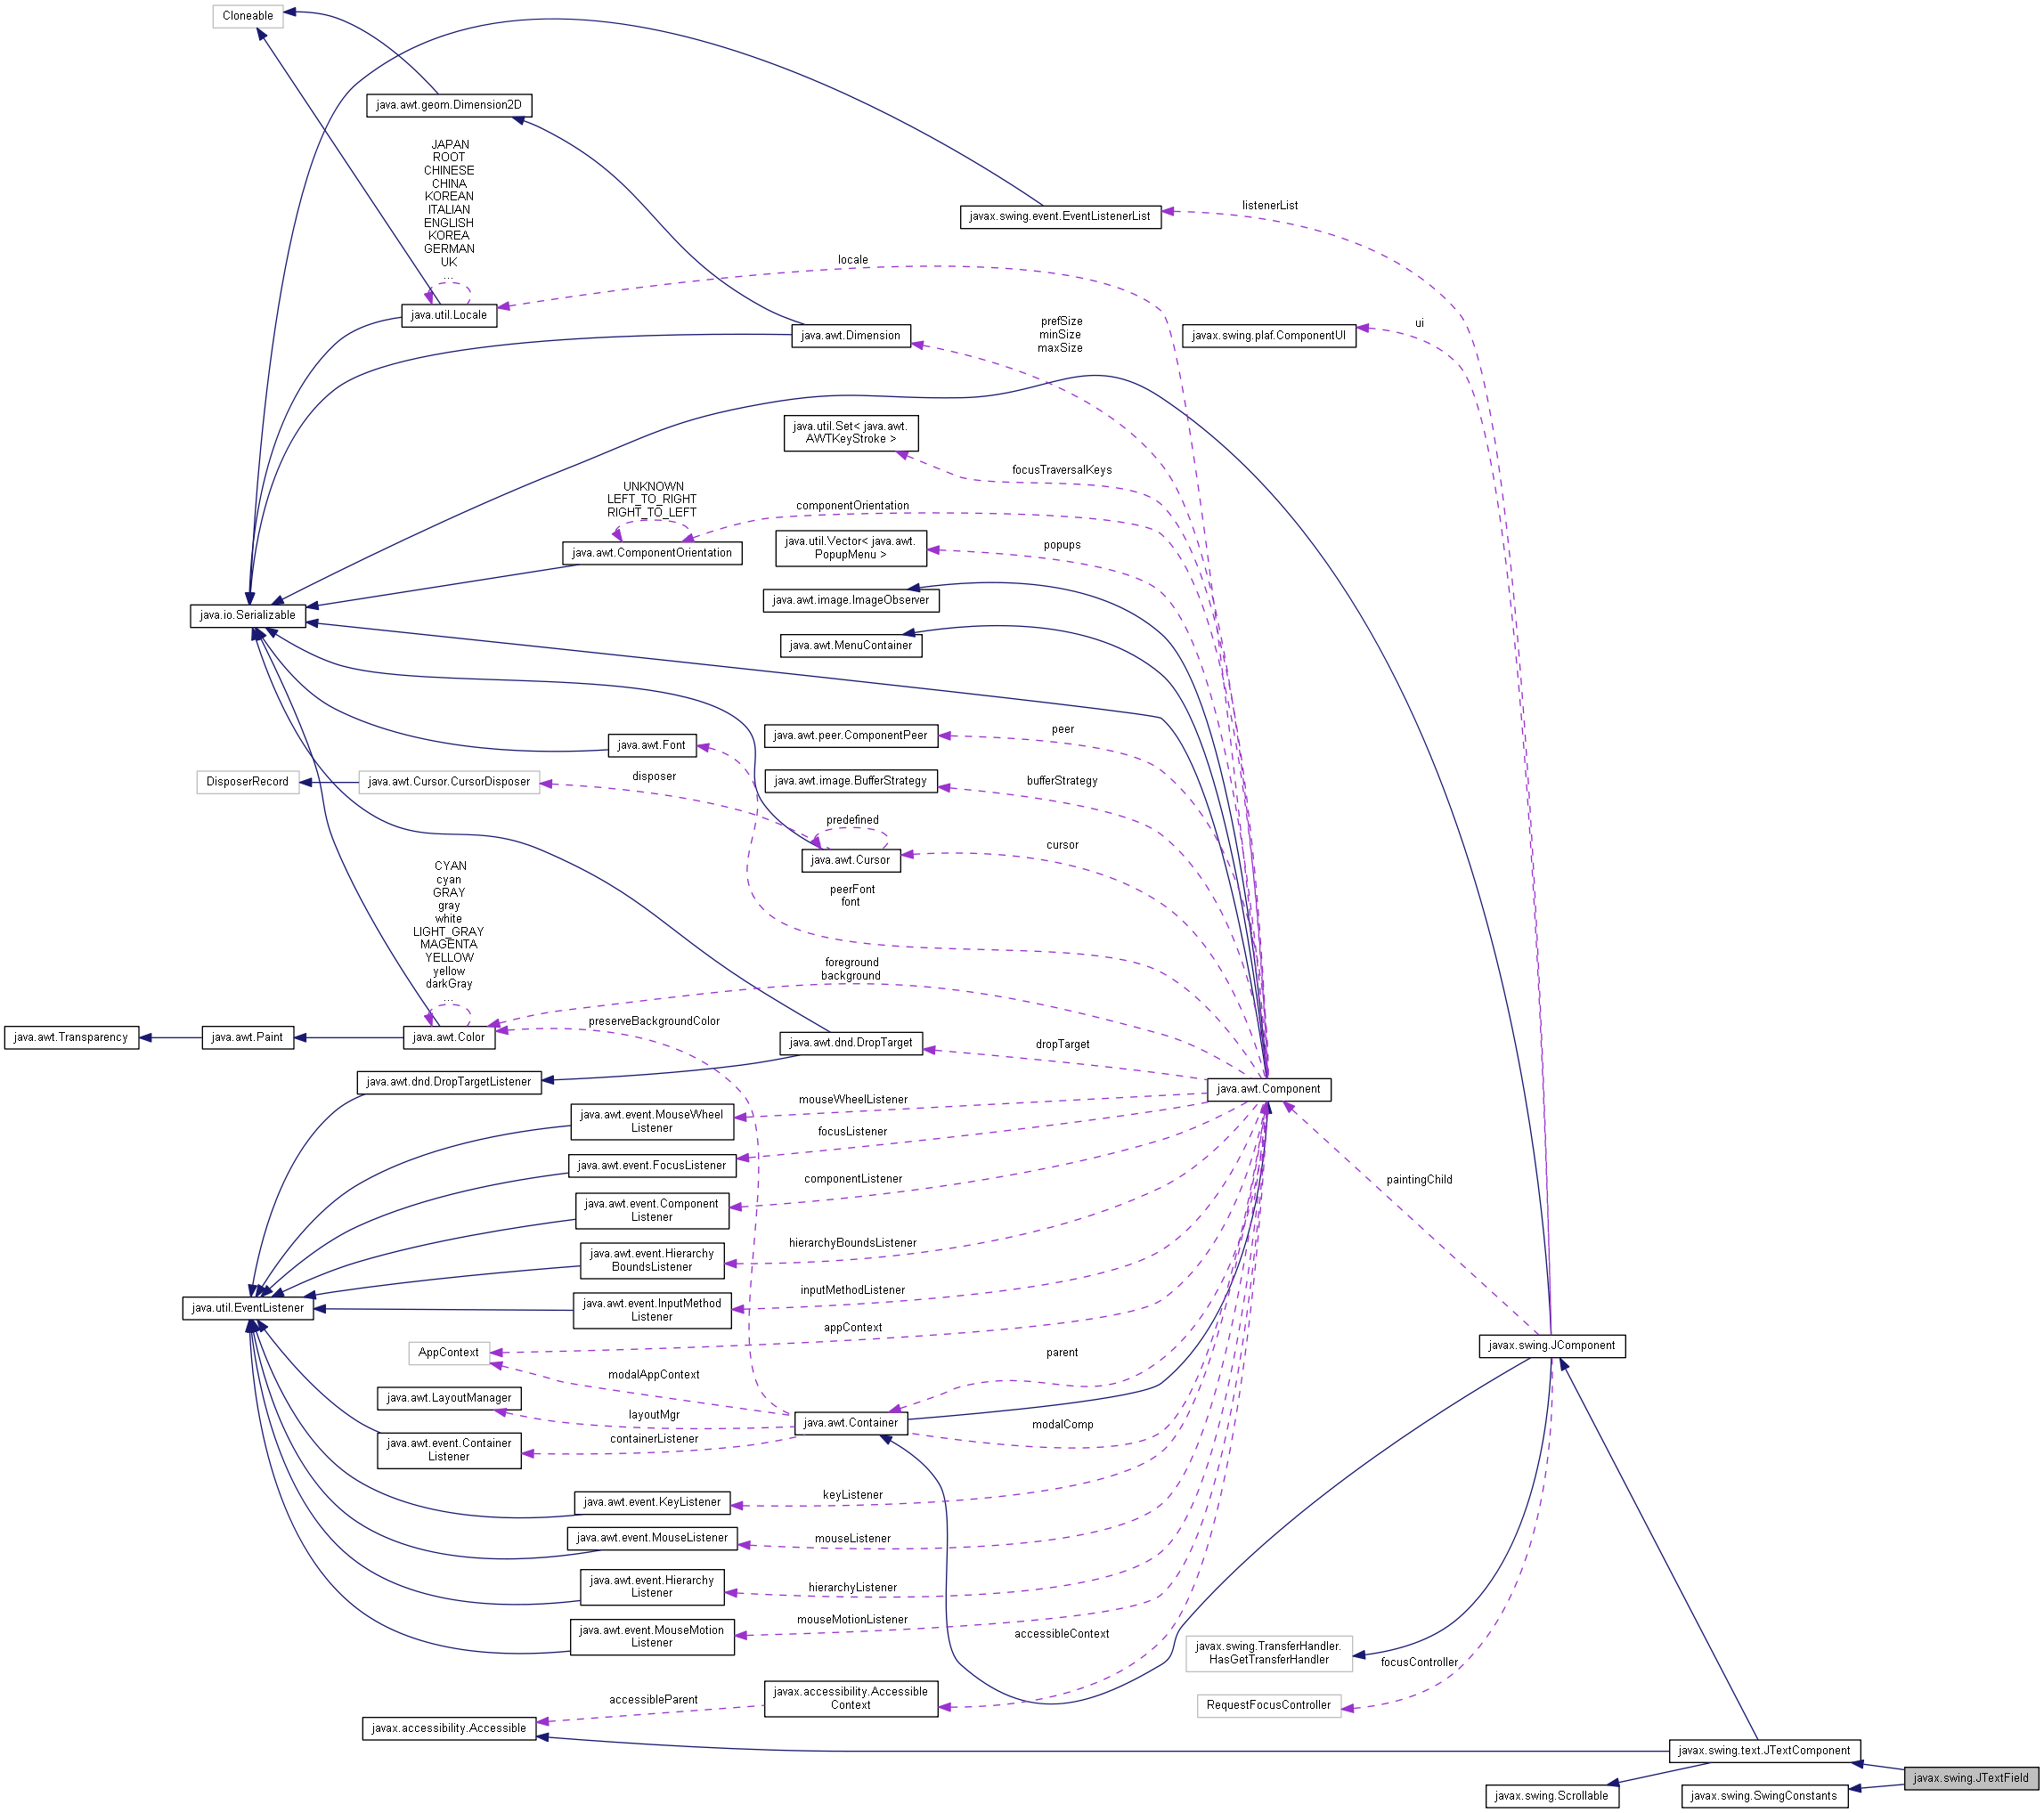 Cloneable
java.awt.geom.Dimension2D
JAPAN
ROOT
CHINESE
CHINA
KOREAN
ITALIAN
ENGLISH
KOREA
GERMAN
UK
...
javax.swing.event.EventListenerList
listenerList
locale
java.util.Locale
java.awt.Dimension
prefSize
minSize
maxSize
javax.swing.plaf.ComponentUI
ui
java.util.Set< java.awt.
AWTKeyStroke >
focusTraversalKeys
UNKNOWN
LEFT_TO_RIGHT
RIGHT_TO_LEFT
componentOrientation
java.awt.ComponentOrientation
java.util.Vector< java.awt.
PopupMenu >
popups
java.awt.image.ImageObserver
java.io.Serializable
java.awt.MenuContainer
java.awt.Font
java.awt.peer.ComponentPeer
peer
DisposerRecord
java.awt.Cursor.CursorDisposer
disposer
java.awt.image.BufferStrategy
bufferStrategy
predefined
java.awt.Cursor
cursor
peerFont
font
CYAN
cyan
GRAY
gray
white
LIGHT_GRAY
MAGENTA
YELLOW
yellow
darkGray
...
foreground
background
java.awt.Transparency
java.awt.Paint
java.awt.Color
preserveBackgroundColor
java.awt.dnd.DropTarget
dropTarget
java.awt.dnd.DropTargetListener
java.awt.Component
java.awt.event.MouseWheel
Listener
mouseWheelListener
java.awt.event.FocusListener
focusListener
java.awt.event.Component
Listener
componentListener
paintingChild
java.awt.event.Hierarchy
BoundsListener
hierarchyBoundsListener
java.util.EventListener
java.awt.event.InputMethod
Listener
inputMethodListener
AppContext
appContext
modalAppContext
parent
javax.swing.JComponent
java.awt.LayoutManager
layoutMgr
java.awt.Container
modalComp
java.awt.event.Container
Listener
containerListener
java.awt.event.KeyListener
keyListener
java.awt.event.MouseListener
mouseListener
java.awt.event.Hierarchy
Listener
hierarchyListener
java.awt.event.MouseMotion
Listener
mouseMotionListener
accessibleContext
javax.swing.TransferHandler.
HasGetTransferHandler
focusController
javax.accessibility.Accessible
Context
accessibleParent
RequestFocusController
javax.accessibility.Accessible
javax.swing.text.JTextComponent
javax.swing.JTextField
javax.swing.Scrollable
javax.swing.SwingConstants